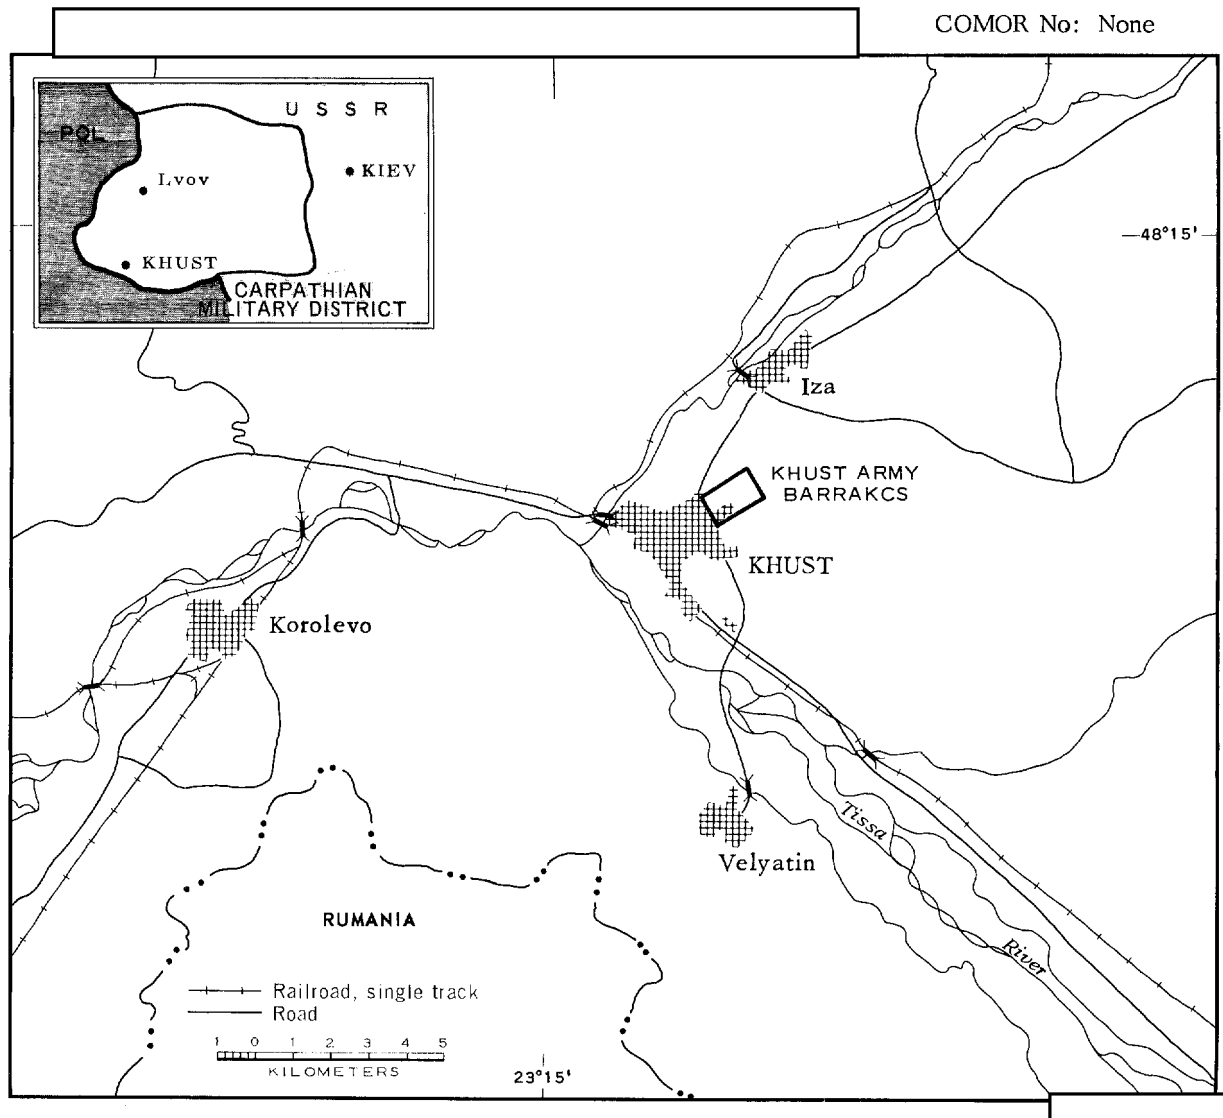 COMOR No: None
U S S R
POL
KIEV
Lvov
KHUST
CARPATHIAN
MILITARY DISTRICT
48°15'
Iza
KHUST ARMY
BARRAKCS
KHUST
Korolevo
Tissa
Velyatin
RUMANIA
River
Railroad, single track
Road
1 0 1 2 3 4 5
KILOMETERS
23°15'